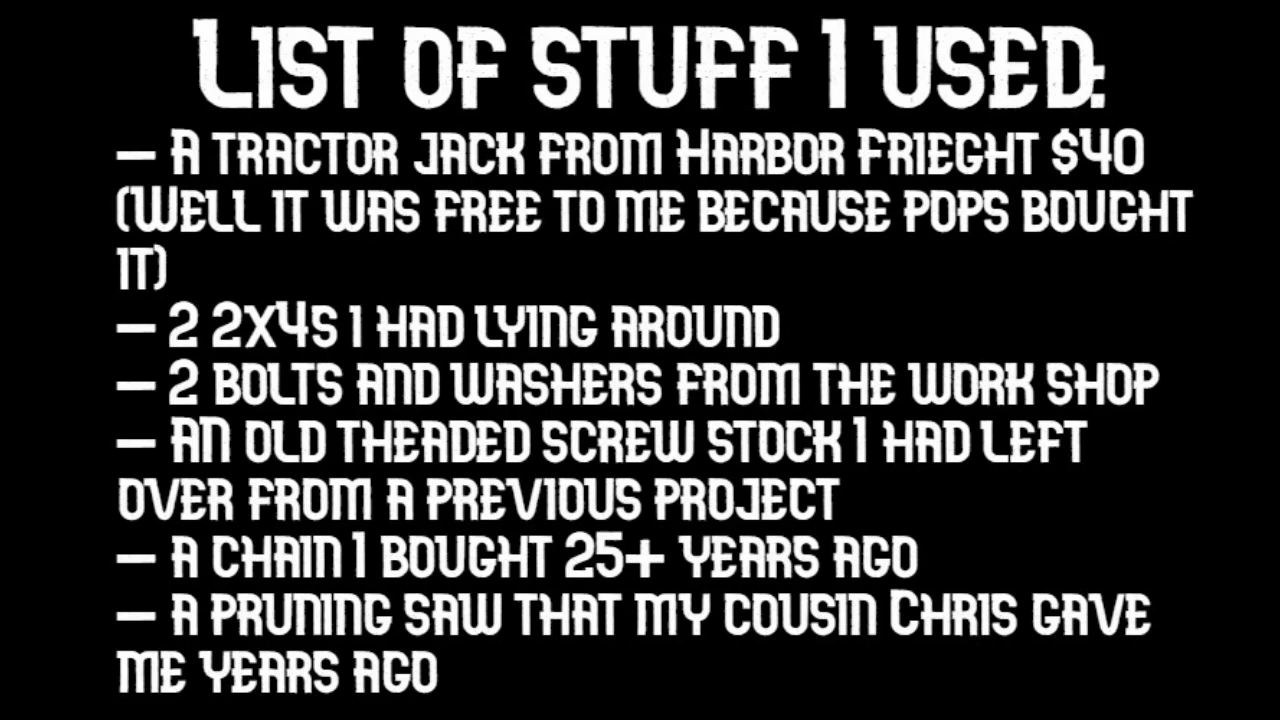 List of stuff I used:
— A tractor jack from Harbor Frieght $40
(Well it was free to me because pops bought
it)
— 2 2x4s I had lying around
— 2 bolts and washers from the work shop
— An old theaded screw stock I had left
over from a previous project
— a chain I bought 25+ years ago
— a pruning saw that my cousin Chris gave
me years ago